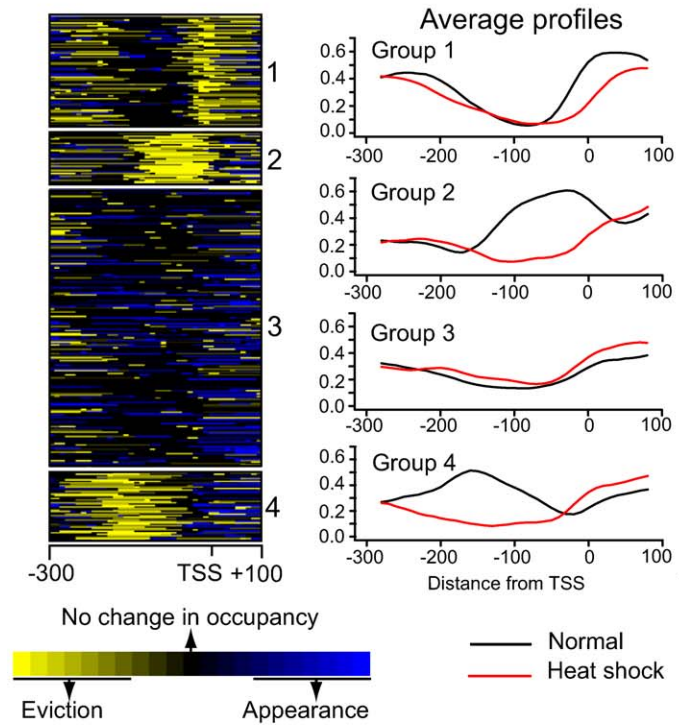 Average profiles
1
2
3
4
-300 TSS +100
Group 1
0.6
0.4
0.2
0.0
-300 -200 -100 0 100
Group 2
0.6
0.4
0.2
0.0
-300 -200 -100 0 100
Group 3
0.6
0.4
0.2
0.0
-300 -200 -100 0 100
Group 4
0.6
0.4
0.2
0.0
-300 -200 -100 0 100
Distance from TSS
No change in occupancy
Eviction Appearance
Normal
Heat shock